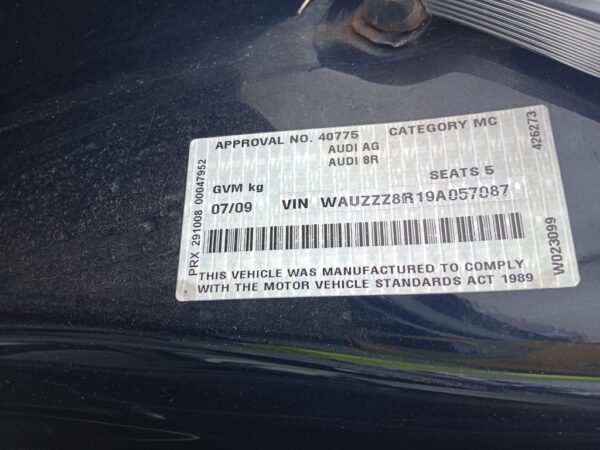 APPROVAL NO. 40775 CATEGORY MC
AUDI AG
AUDI 8R
SEATS 5
GVM kg
07/09 VIN WAUZZZ8R19A057087
THIS VEHICLE WAS MANUFACTURED TO COMPLY
WITH THE MOTOR VEHICLE STANDARDS ACT 1989
PRX 291008 00047952
426273
W023099